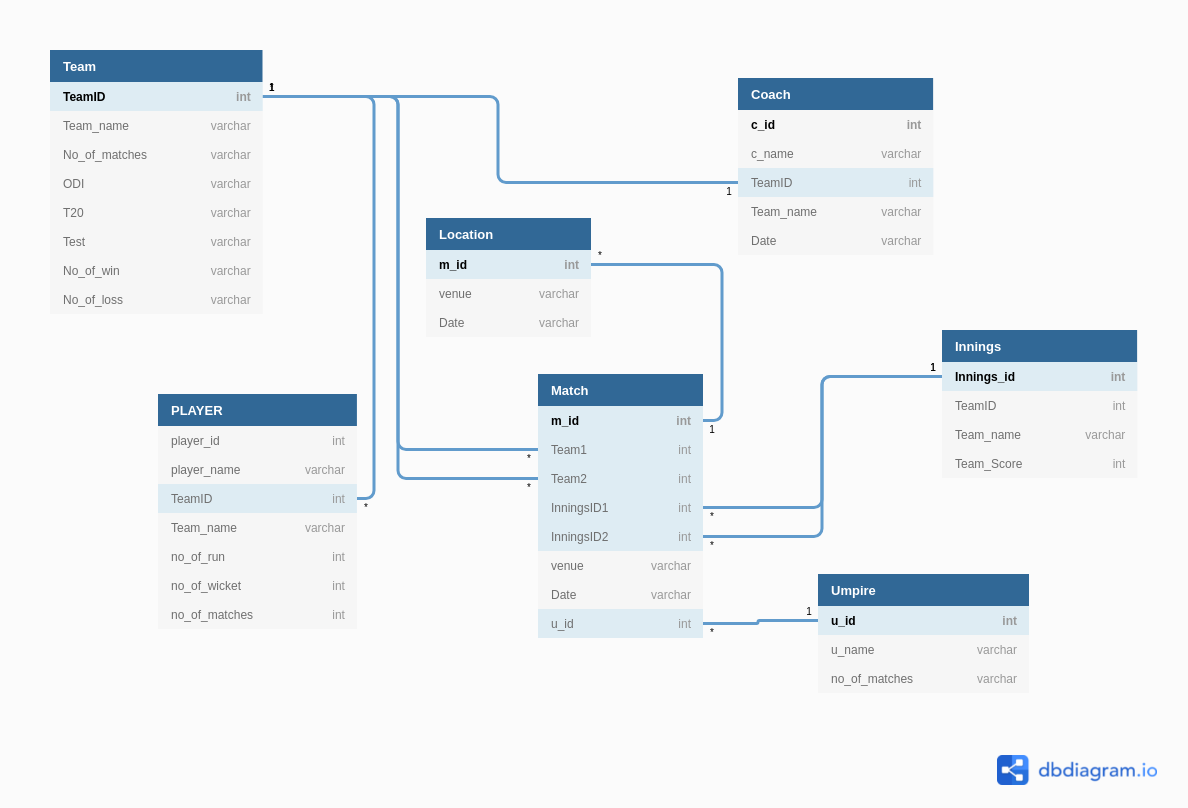 Team
TeamID int
Team_name varchar
No_of_matches varchar
ODI varchar
T20 varchar
Test varchar
No_of_win varchar
No_of_loss varchar
1
Coach
c_id int
c_name varchar
TeamID int
Team_name varchar
Date varchar
1
Location
m_id int
venue varchar
Date varchar
*
Innings
Innings_id int
TeamID int
Team_name varchar
Team_Score int
1
PLAYER
player_id int
player_name varchar
TeamID int
Team_name varchar
no_of_run int
no_of_wicket int
no_of_matches int
*
Match
m_id int
Team1 int
Team2 int
InningsID1 int
InningsID2 int
venue varchar
Date varchar
u_id int
1
*
*
*
*
*
Umpire
u_id int
u_name varchar
no_of_matches varchar
1
dbdiagram.io